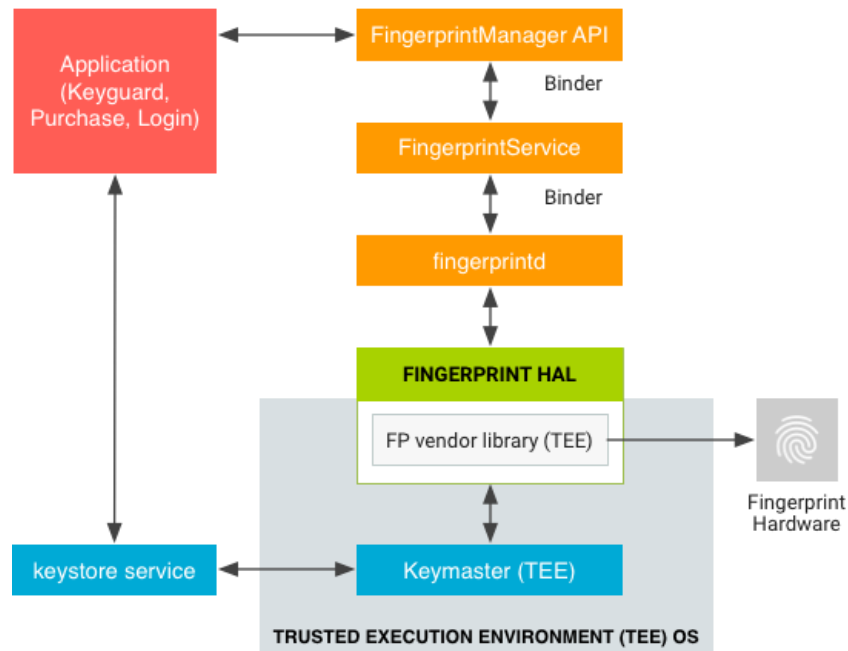 FingerprintManager API
Application
(Keyguard,
Purchase, Login)
Binder
FingerprintService
Binder
fingerprintd
FINGERPRINT HAL
FP vendor library (TEE)
Fingerprint
Hardware
keystore service
Keymaster (TEE)
TRUSTED EXECUTION ENVIRONMENT (TEE) OS